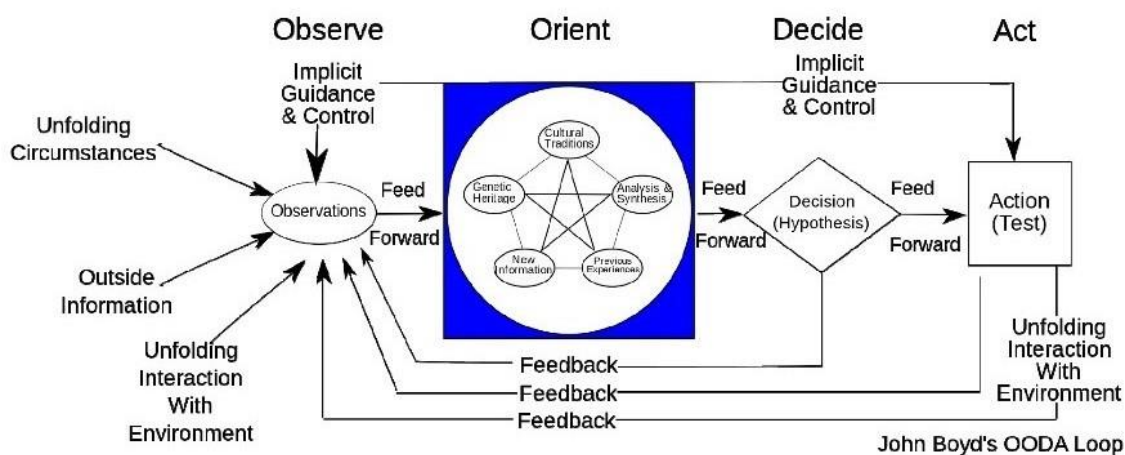 Observe
Orient
Decide
Act
Implicit
Guidance
& Control
Implicit
Guidance
& Control
Unfolding
Circumstances
Observations
Feed
Forward
Cultural
Traditions
Genetic
Heritage
Analysis &
Synthesis
New
Information
Previous
Experiences
Feed
Forward
Decision
(Hypothesis)
Feed
Forward
Action
(Test)
Outside
Information
Unfolding
Interaction
With
Environment
Feedback
Feedback
Feedback
Unfolding
Interaction
With
Environment
John Boyd's OODA Loop